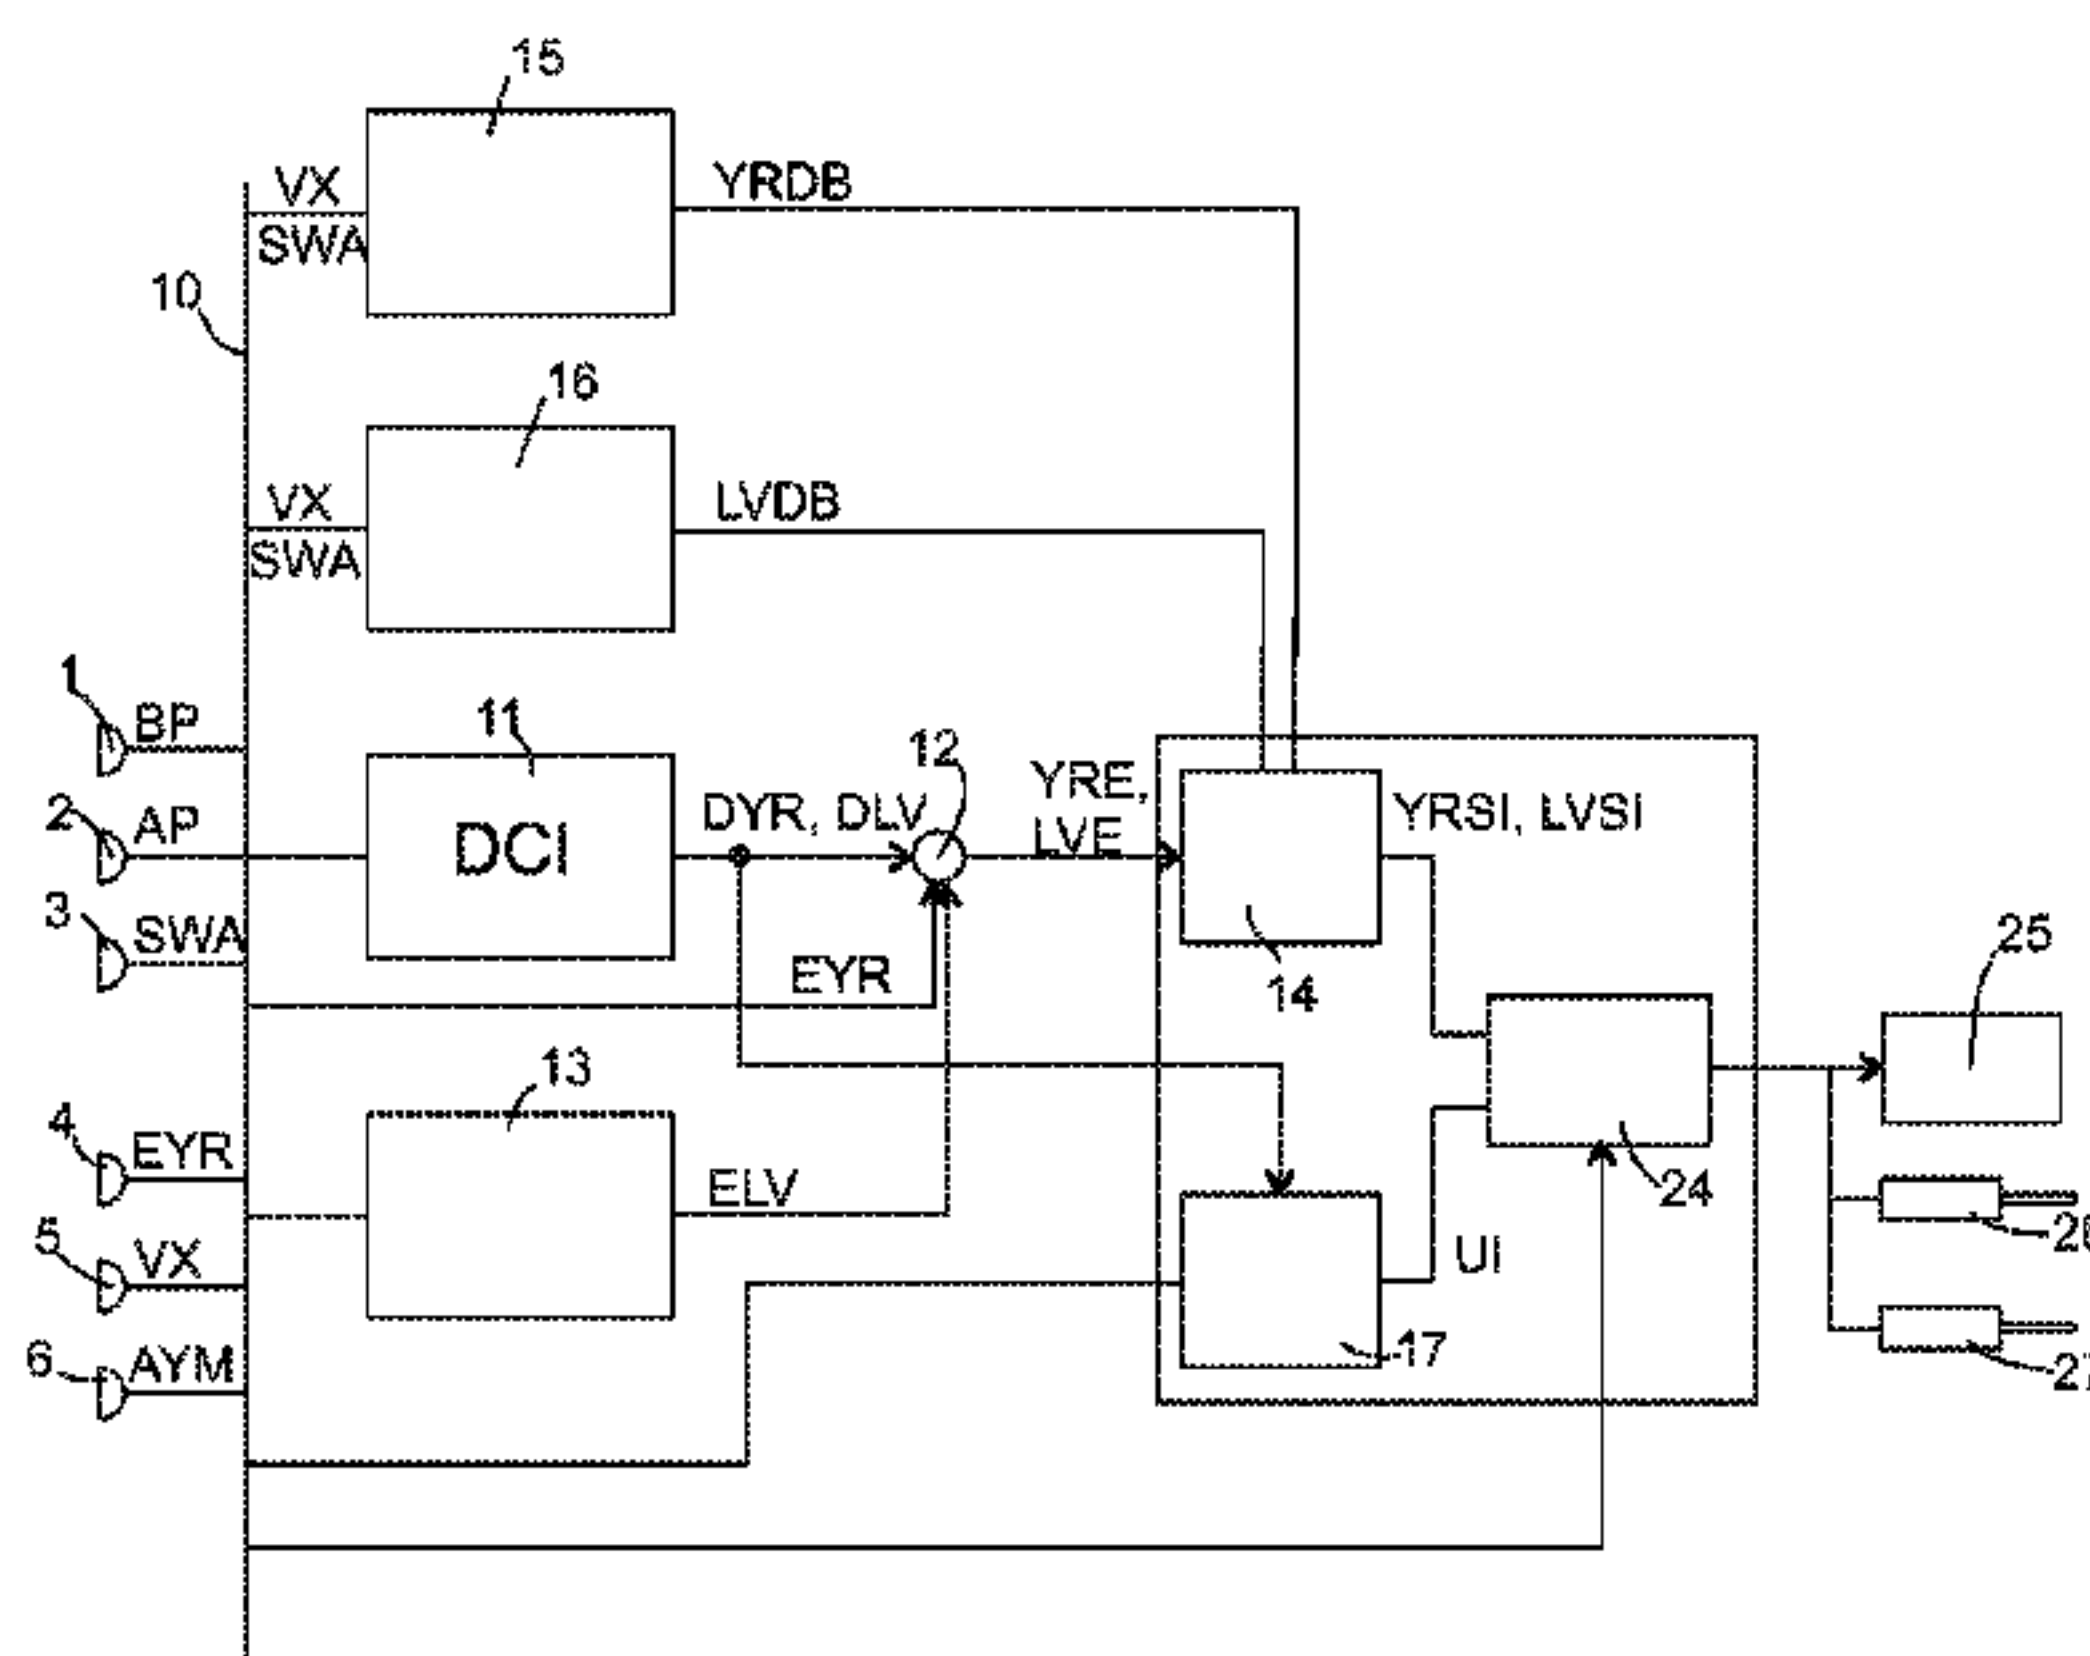 15
VX
YRDB
SWA
10
16
VX
LVDB
SWA
1
BP
11
12
2
AP
DCI
DYR, DLV
YRE,
LVE
YRSI, LVSI
3
SWA
EYR
14
25
13
4
EYR
ELV
24
5
VX
UI
6
AYM
17